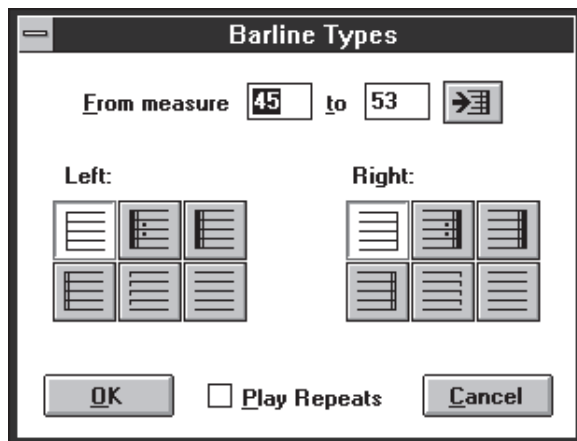 Barline Types
From measure 45 to 53
Left: Right:
OK Play Repeats Cancel